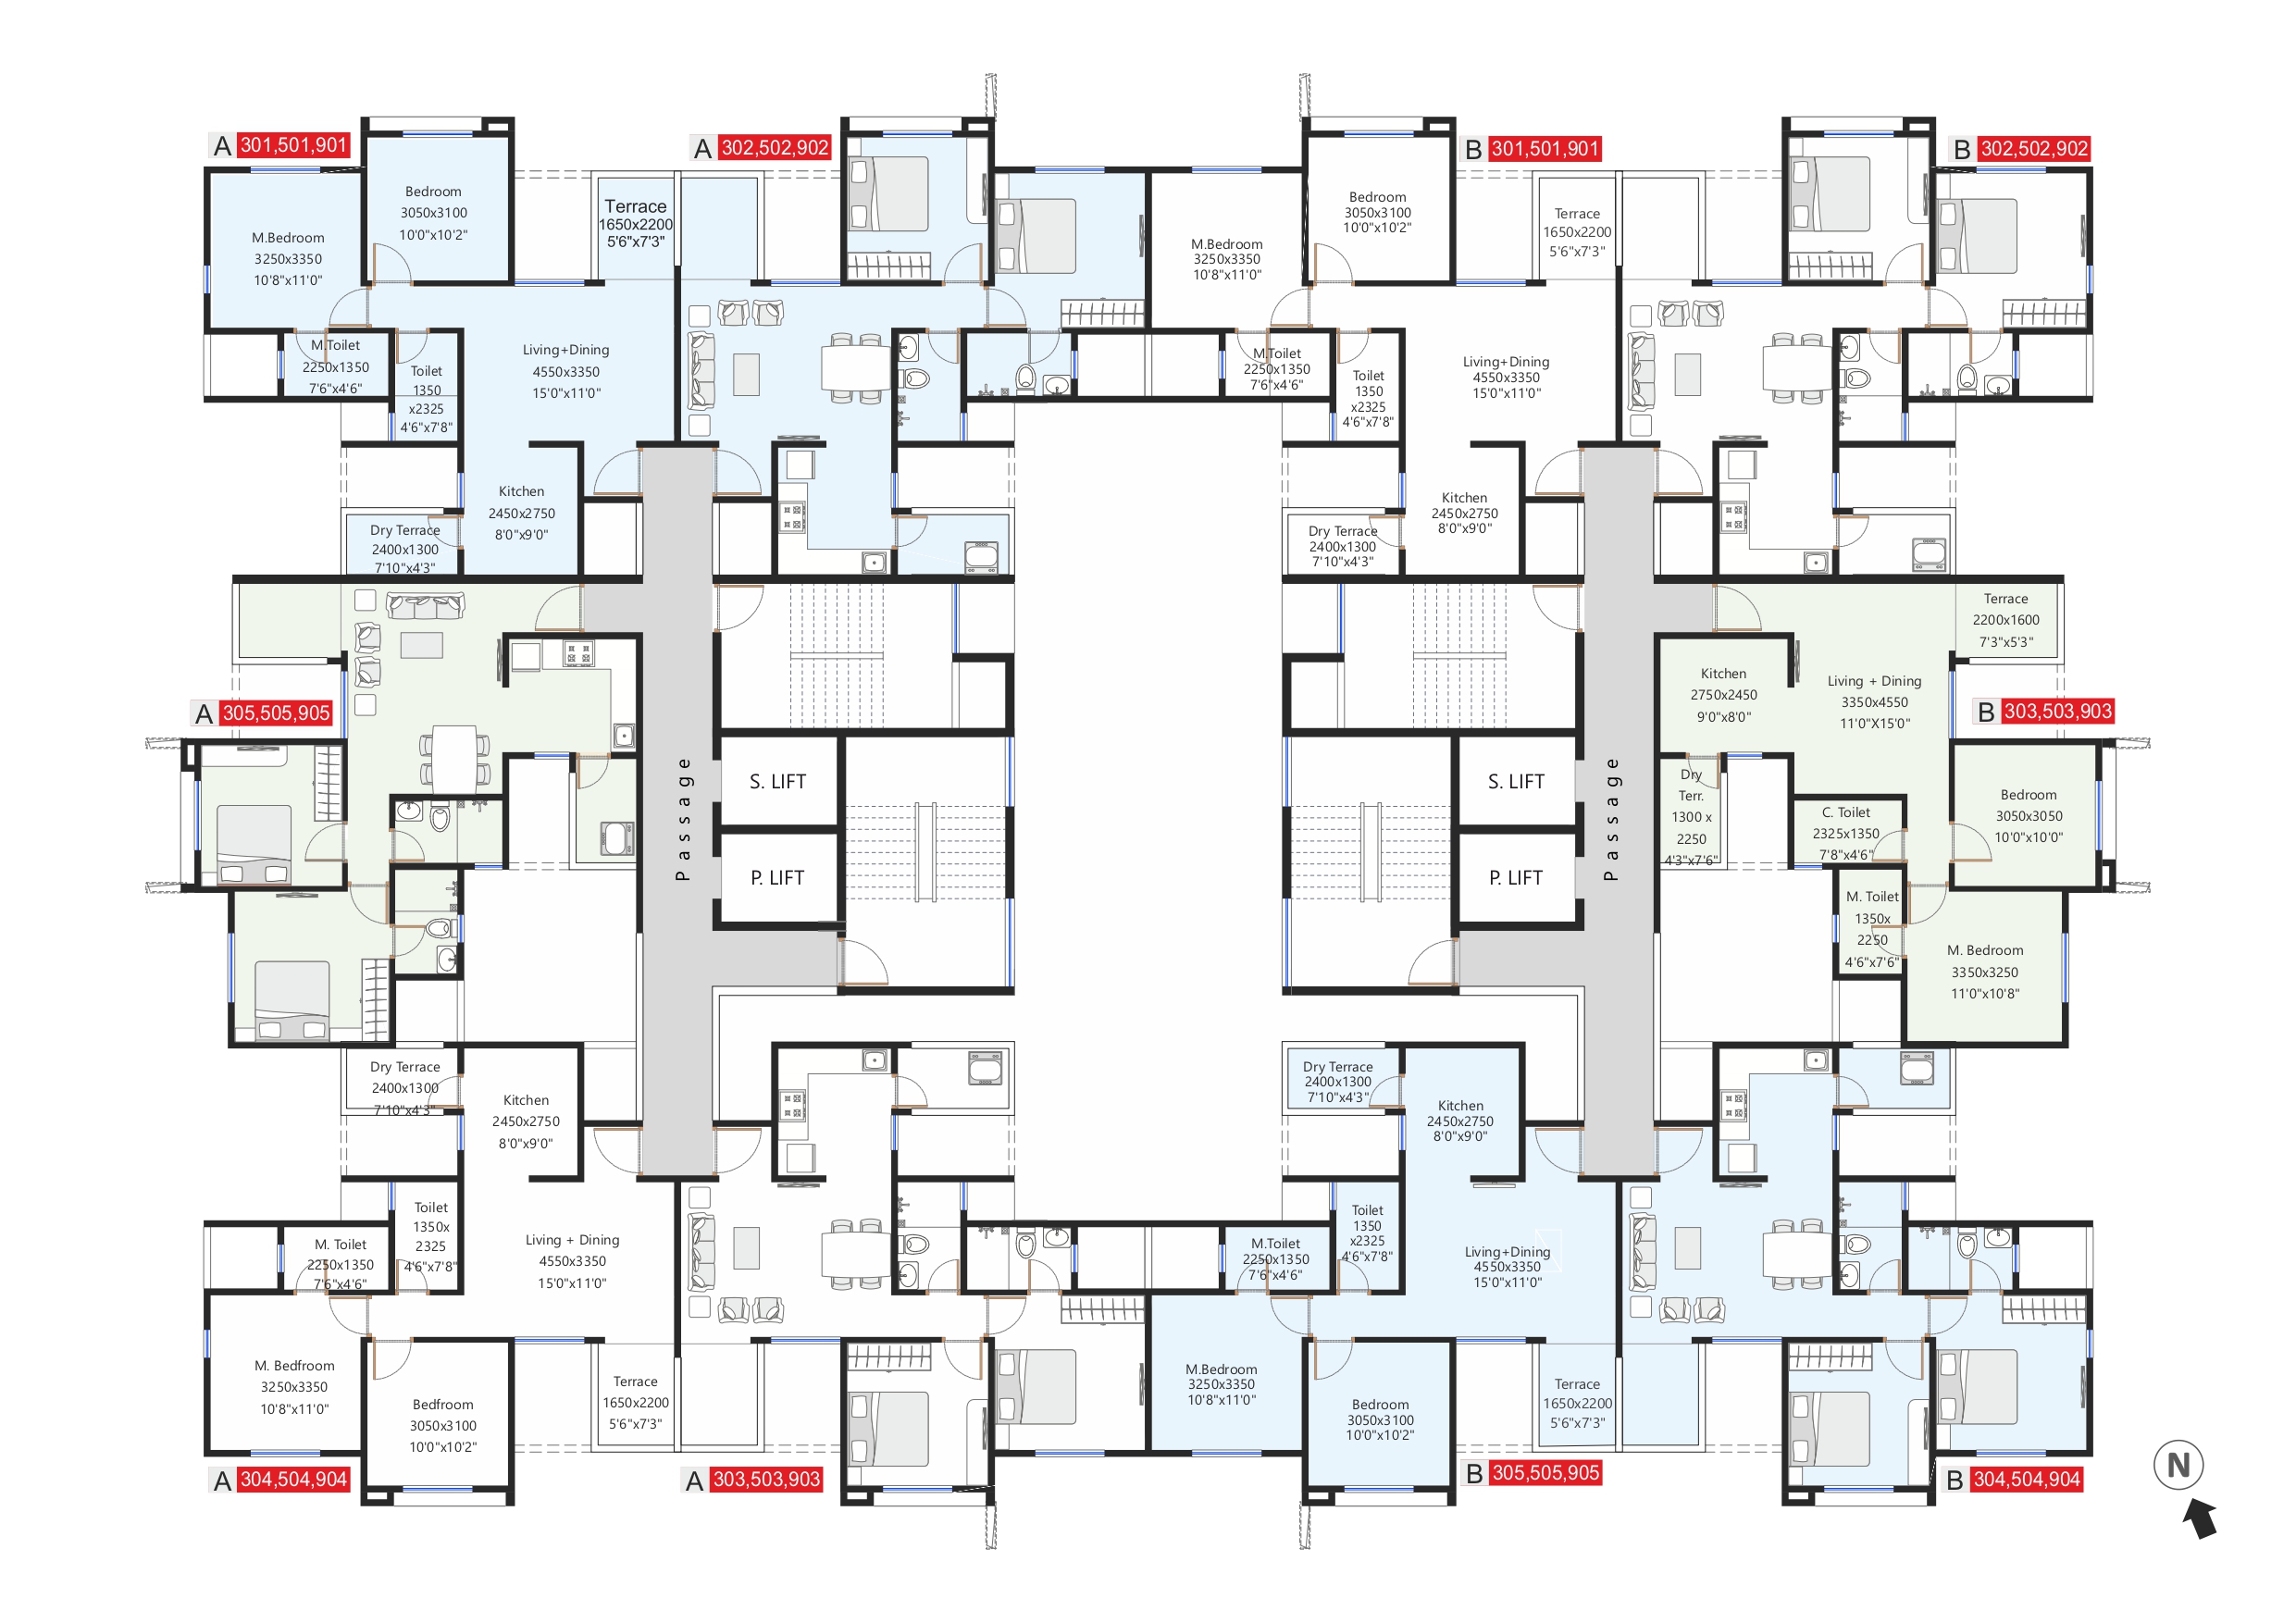 A 301,501,901
Bedroom
3050x3100
10'0"x10'2"
M.Bedroom
3250x3350
10'8"x11'0"
Terrace
1650x2200
5'6"x7'3"
M.Toilet
2250x1350
7'6"x4'6"
Toilet
1350
x2325
4'6"x7'8"
Living+Dining
4550x3350
15'0"x11'0"
Kitchen
2450x2750
8'0"x9'0"
Dry Terrace
2400x1300
7'10"x4'3"
A 302,502,902
B 301,501,901
Bedroom
3050x3100
10'0"x10'2"
M.Bedroom
3250x3350
10'8"x11'0"
Terrace
1650x2200
5'6"x7'3"
M.Toilet
2250x1350
7'6"x4'6"
Toilet
1350
x2325
4'6"x7'8"
Living+Dining
4550x3350
15'0"x11'0"
Kitchen
2450x2750
8'0"x9'0"
Dry Terrace
2400x1300
7'10"x4'3"
B 302,502,902
A 305,505,905
Passage
S. LIFT
P. LIFT
S. LIFT
P. LIFT
Passage
Terrace
2200x1600
7'3"x5'3"
Kitchen
2750x2450
9'0"x8'0"
Living + Dining
3350x4550
11'0"X15'0"
B 303,503,903
Dry
Terr.
1300 x
2250
4'3"x7'6"
C. Toilet
2325x1350
7'8"x4'6"
Bedroom
3050x3050
10'0"x10'0"
M. Toilet
1350x
2250
4'6"x7'6"
M. Bedroom
3350x3250
11'0"x10'8"
Dry Terrace
2400x1300
7'10"x4'3"
Kitchen
2450x2750
8'0"x9'0"
Toilet
1350x
2325
4'6"x7'8"
M. Toilet
2250x1350
7'6"x4'6"
Living + Dining
4550x3350
15'0"x11'0"
M. Bedfroom
3250x3350
10'8"x11'0"
Bedfroom
3050x3100
10'0"x10'2"
Terrace
1650x2200
5'6"x7'3"
A 304,504,904
A 303,503,903
Dry Terrace
2400x1300
7'10"x4'3"
Kitchen
2450x2750
8'0"x9'0"
Toilet
1350
x2325
4'6"x7'8"
M.Toilet
2250x1350
7'6"x4'6"
Living+Dining
4550x3350
15'0"x11'0"
M.Bedroom
3250x3350
10'8"x11'0"
Bedroom
3050x3100
10'0"x10'2"
Terrace
1650x2200
5'6"x7'3"
B 305,505,905
B 304,504,904
N